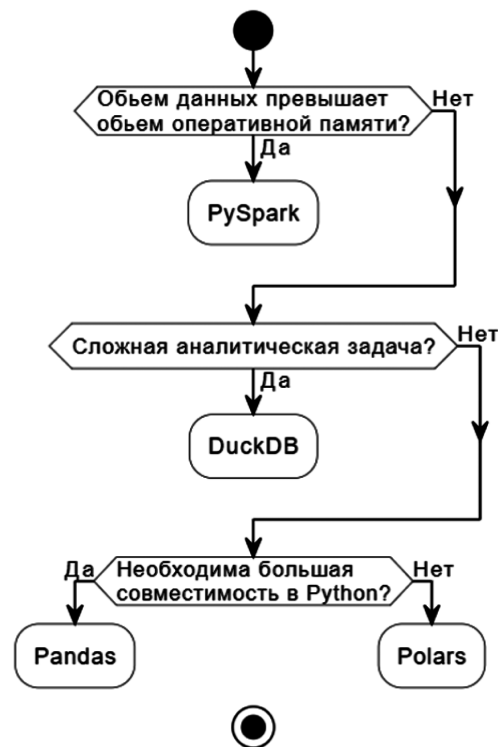 Обьем данных превышает
обьем оперативной памяти?
Нет
Да
PySpark
Сложная аналитическая задача?
Нет
Да
DuckDB
Да
Необходима большая
совместимость в Python?
Нет
Pandas
Polars